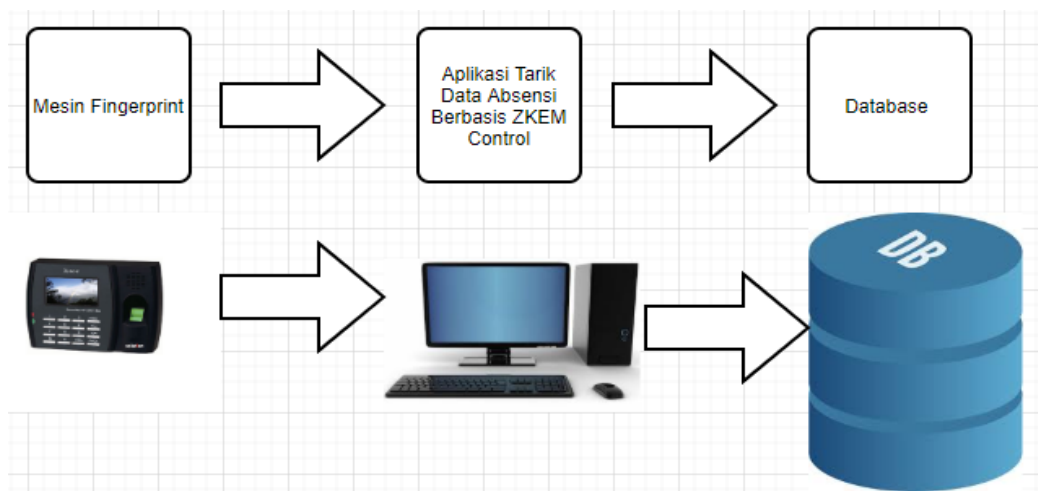 Mesin Fingerprint
Aplikasi Tarik
Data Absensi
Berbasis ZKEM
Control
Database
DB